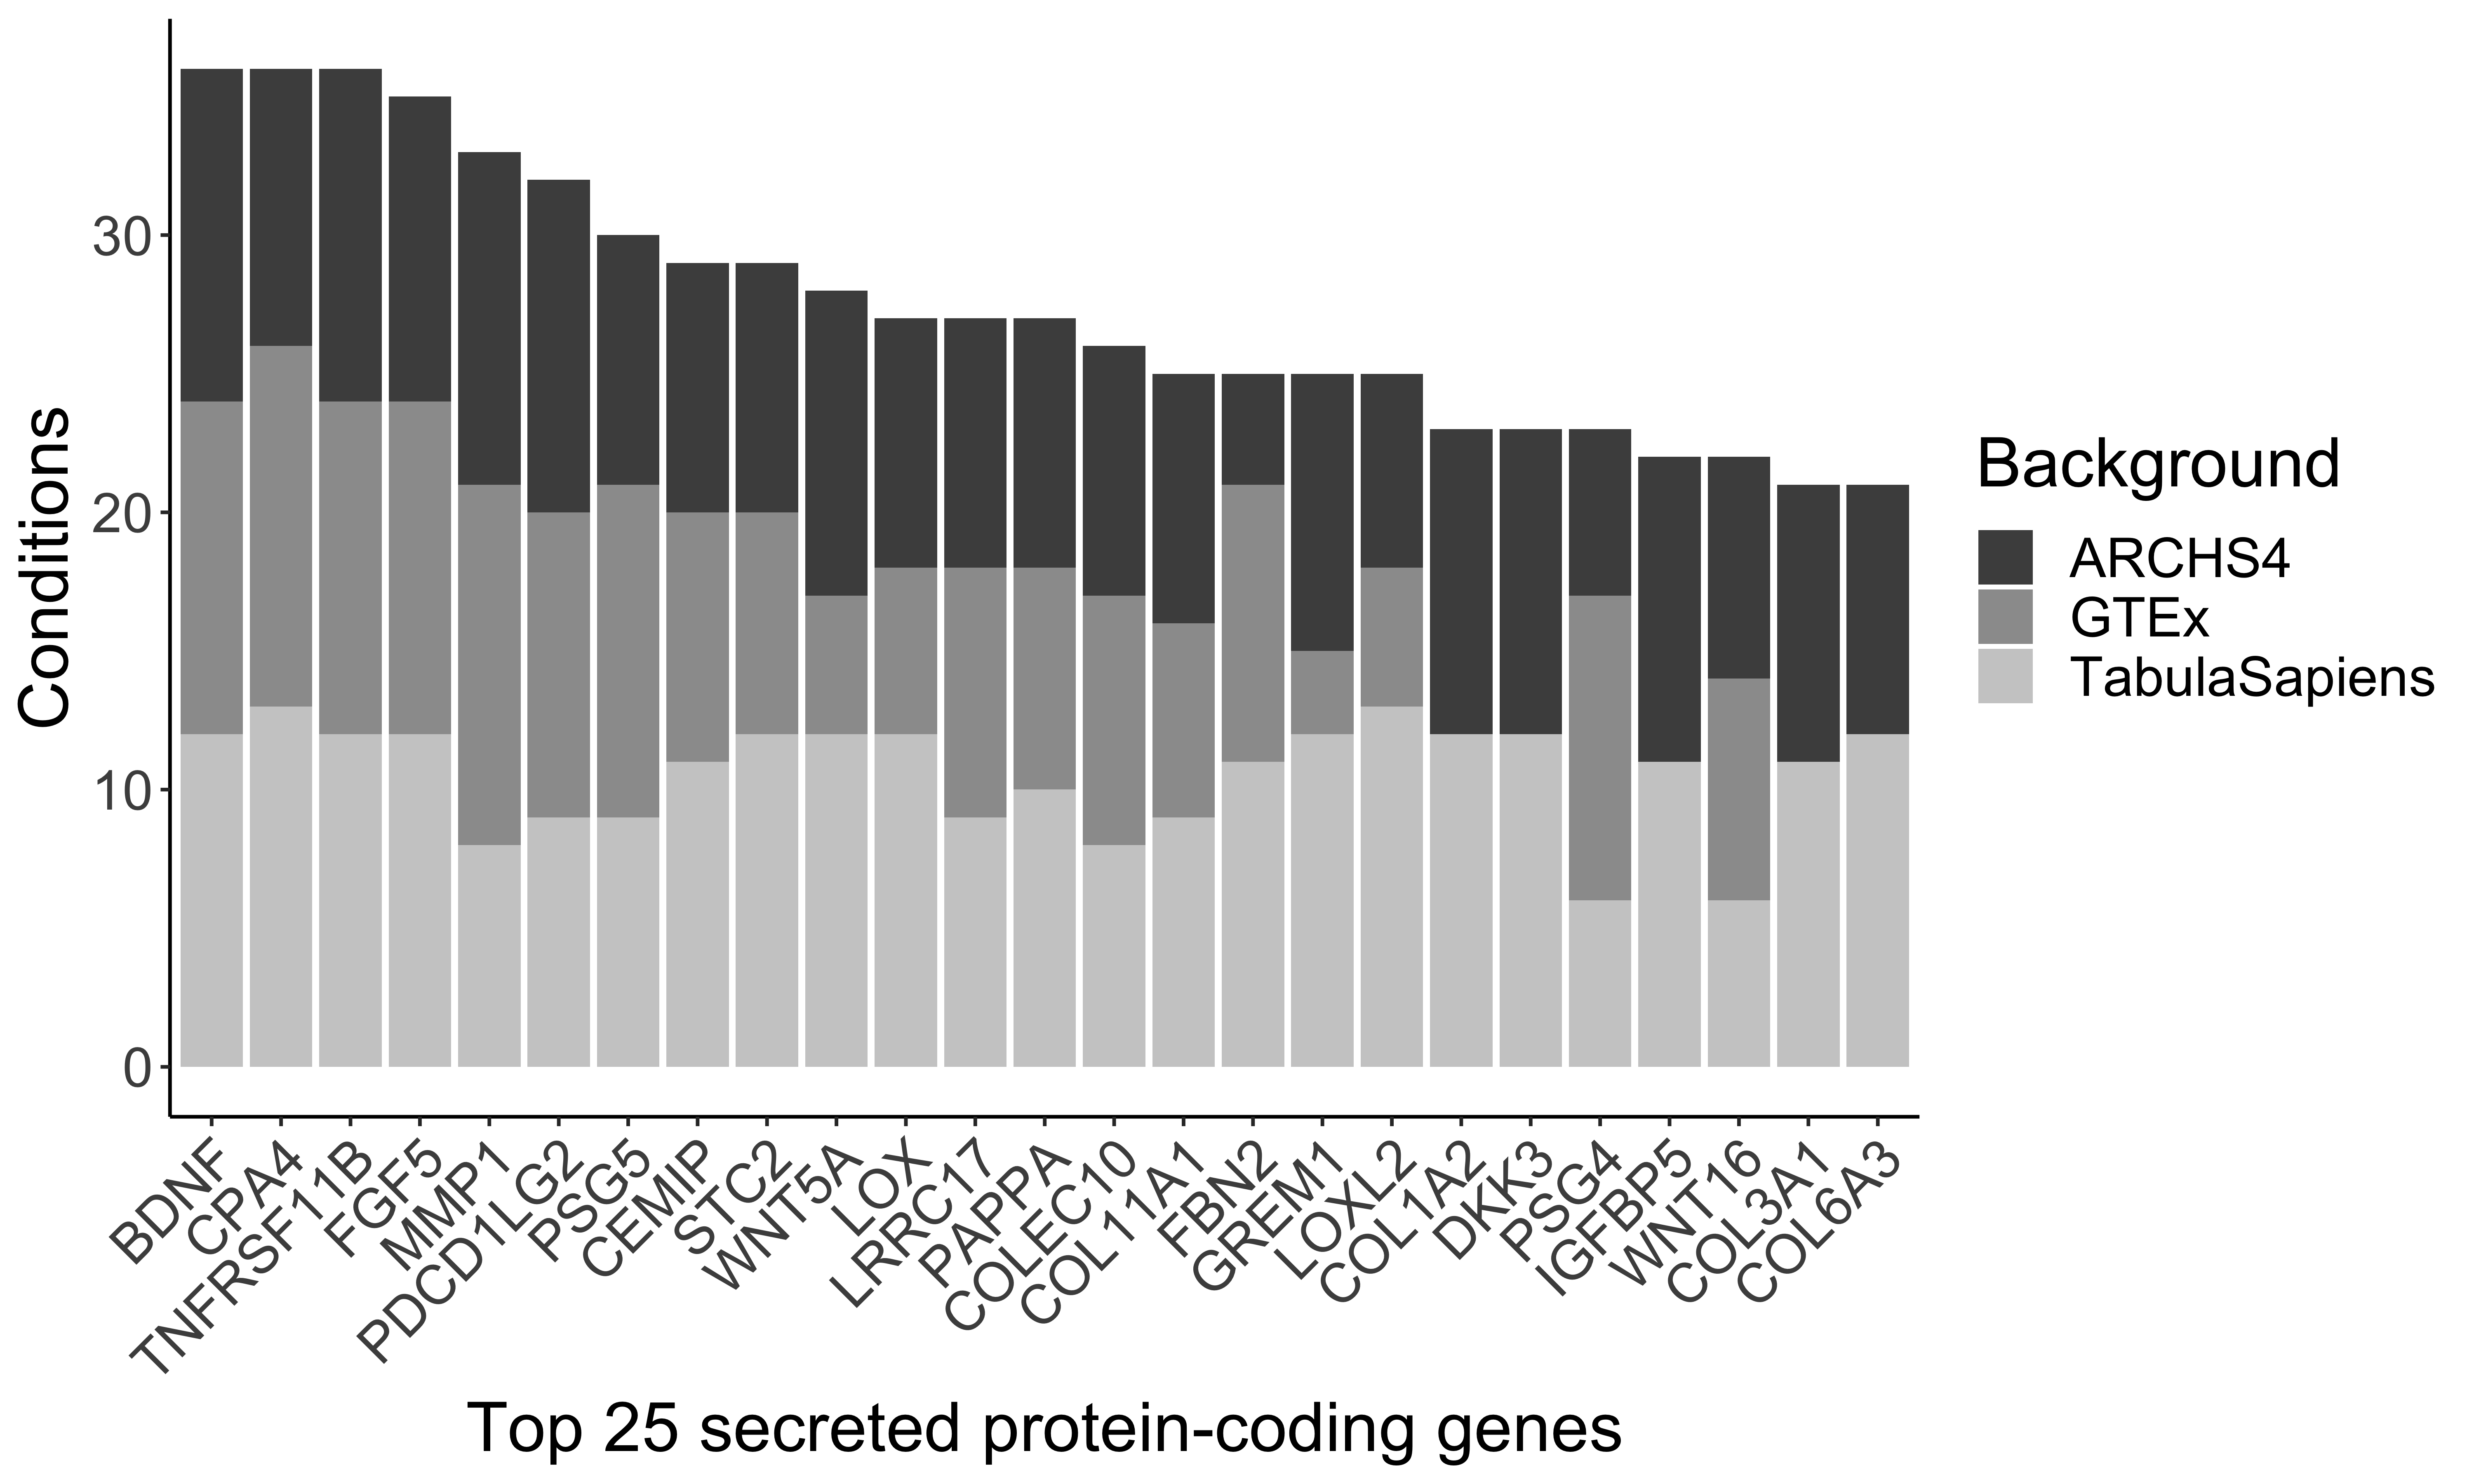 Conditions
30
20
10
0
BDNF
CPA4
TNFRSF11B
FGF5
MMP1
PDCD1LG2
PSG5
CEMIP
STC2
WNT5A
LOX
LRRC17
PAPPA
COLEC10
COL11A1
FBN2
GREM1
LOXL2
COL1A2
DKK3
PSG4
IGFBP5
WNT16
COL3A1
COL6A3
Top 25 secreted protein-coding genes
Background
ARCHS4
GTEx
TabulaSapiens